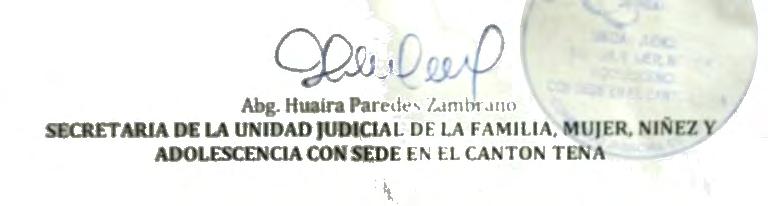 Abg. Huaira Paredes Zambrano
SECRETARIA DE LA UNIDAD JUDICIAL DE LA FAMILIA, MUJER, NIÑEZ Y
ADOLESCENCIA CON SEDE EN EL CANTON TENA